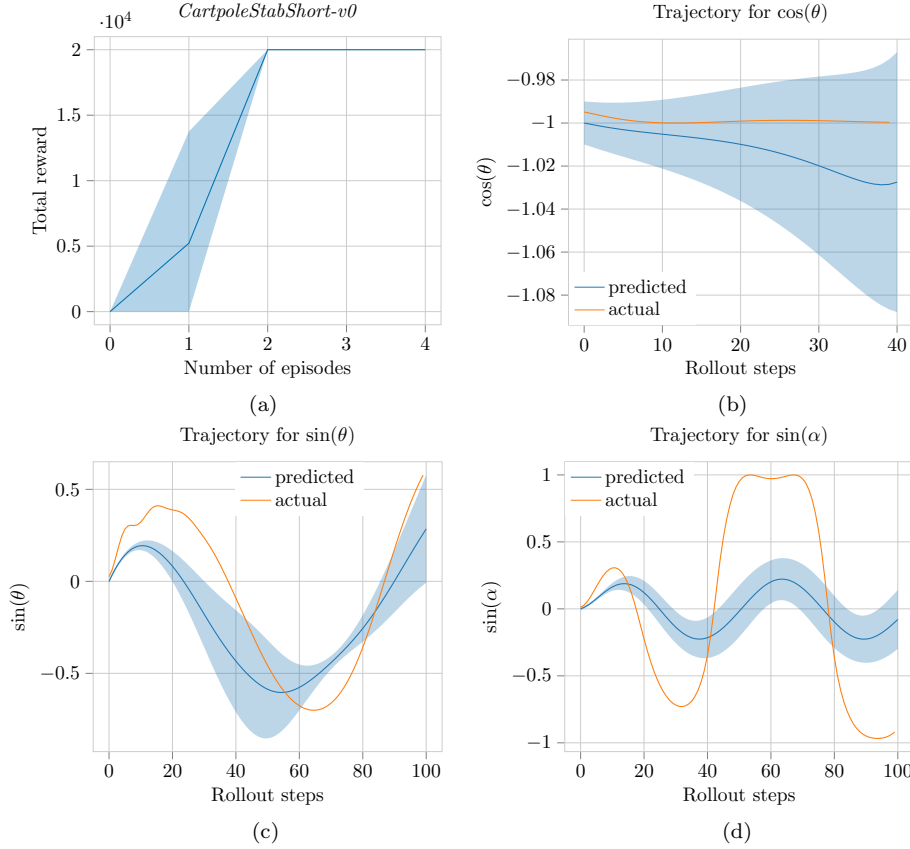 CartpoleStabShort-v0
·10⁴
2
1.5
1
0.5
0
Total reward
0 1 2 3 4
Number of episodes
(a)
Trajectory for cos(θ)
−0.98
−1
−1.02
−1.04
−1.06
−1.08
cos(θ)
predicted
actual
0 10 20 30 40
Rollout steps
(b)
Trajectory for sin(θ)
predicted
actual
0.5
0
−0.5
sin(θ)
0 20 40 60 80 100
Rollout steps
(c)
Trajectory for sin(α)
predicted
actual
1
0.5
0
−0.5
−1
sin(α)
0 20 40 60 80 100
Rollout steps
(d)